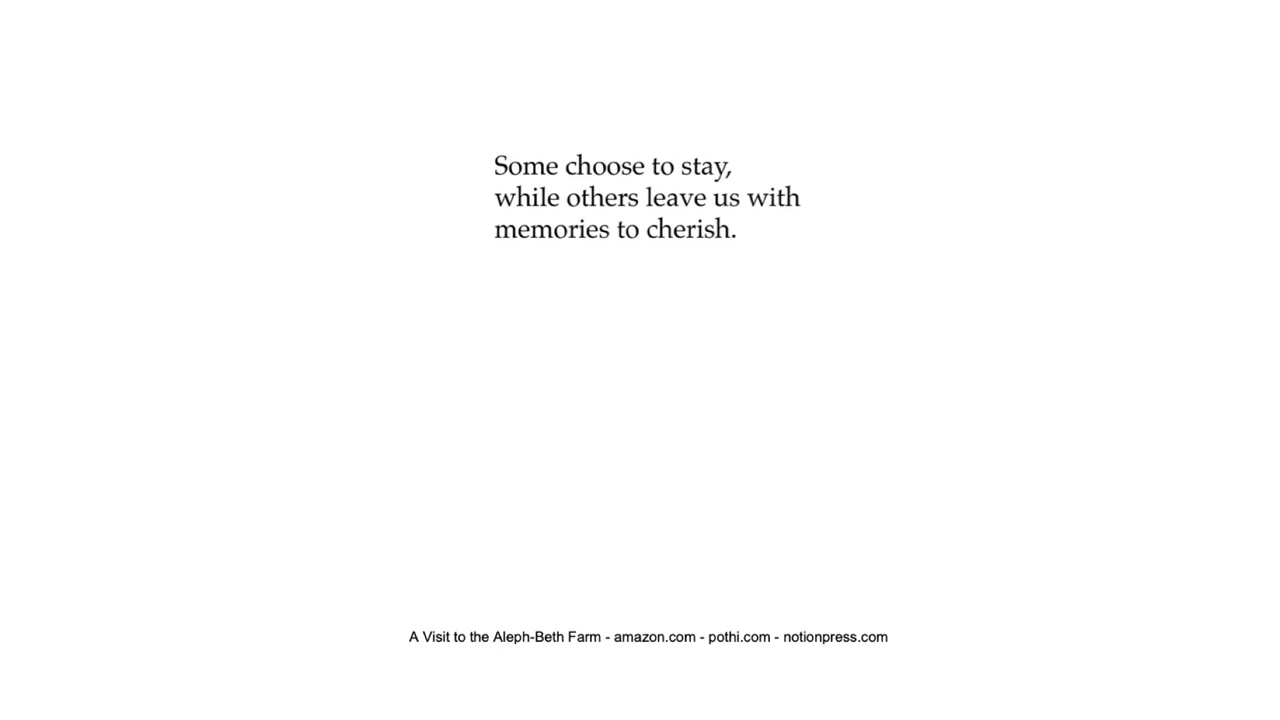 Some choose to stay,
while others leave us with
memories to cherish.
A Visit to the Aleph-Beth Farm - amazon.com - pothi.com - notionpress.com